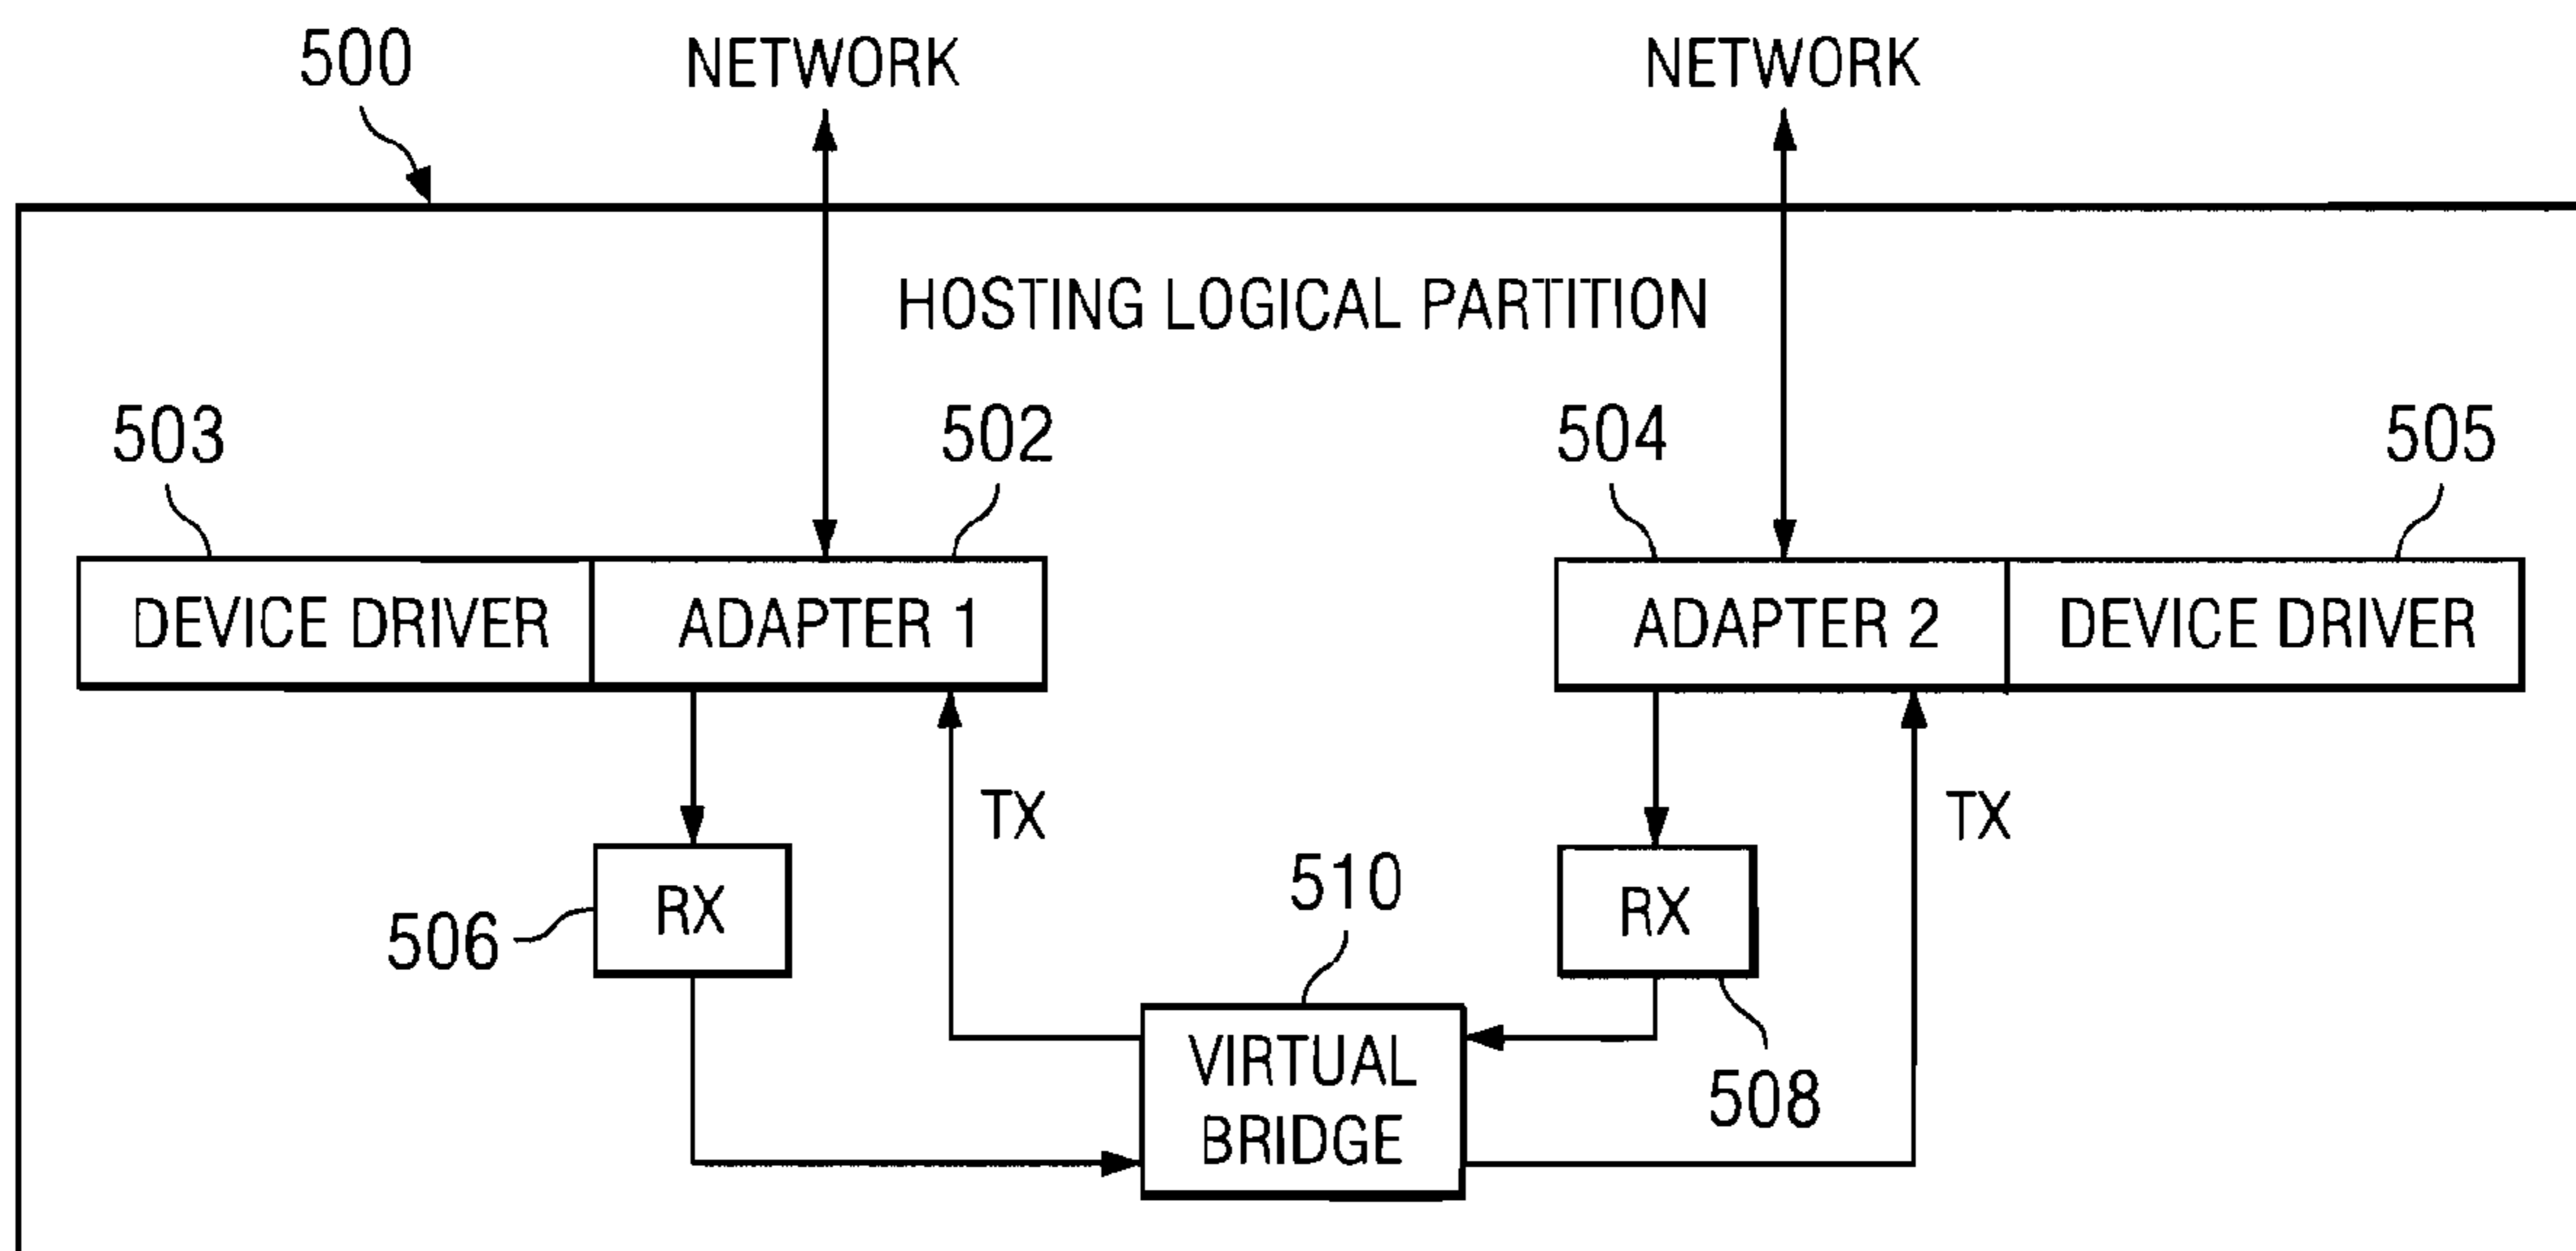 500
NETWORK
NETWORK
HOSTING LOGICAL PARTITION
503
502
504
505
DEVICE DRIVER
ADAPTER 1
ADAPTER 2
DEVICE DRIVER
TX
TX
506
RX
510
RX
508
VIRTUAL
BRIDGE